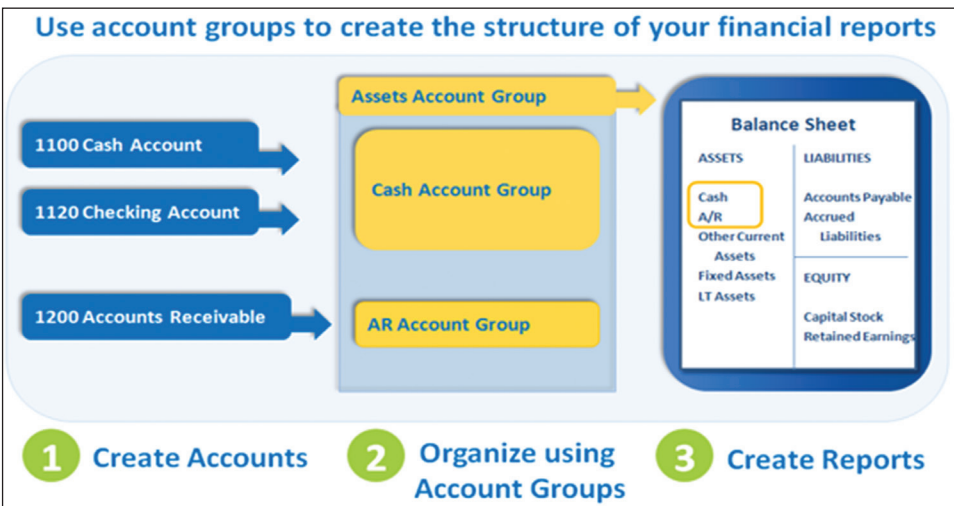 Use account groups to create the structure of your financial reports
1100 Cash Account
1120 Checking Account
1200 Accounts Receivable
Assets Account Group
Cash Account Group
AR Account Group
Balance Sheet
ASSETS
Cash
A/R
Other Current
Assets
Fixed Assets
LT Assets
LIABILITIES
Accounts Payable
Accrued
Liabilities
EQUITY
Capital Stock
Retained Earnings
1 Create Accounts
2 Organize using
Account Groups
3 Create Reports